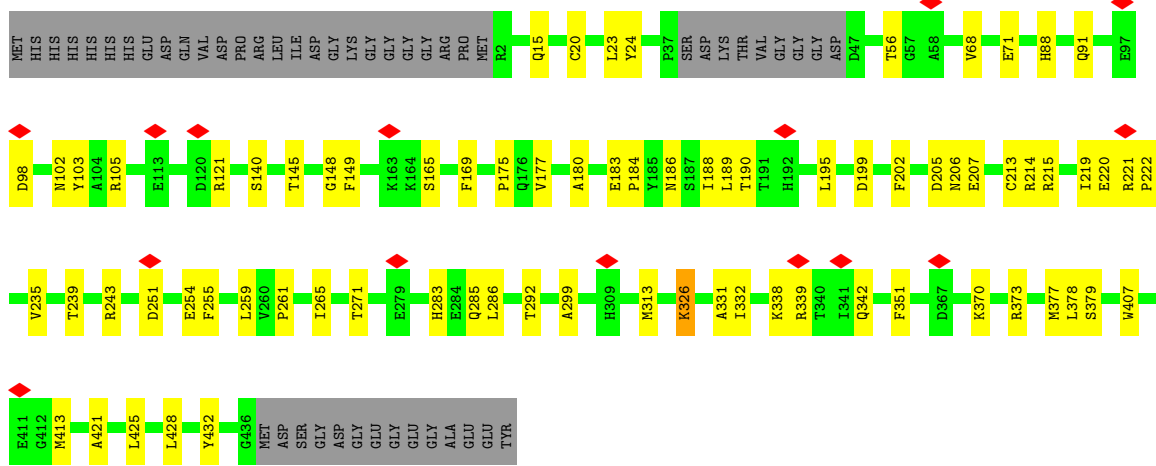 MET HIS HIS HIS HIS HIS HIS GLU ASP GLN VAL ASP PRO ARG LEU ILE ASP GLY LYS GLY GLY GLY GLY ARG PRO MET R2 Q15 C20 L23 Y24 P37 SER ASP LYS THR VAL GLY GLY GLY ASP D47 T56 G57 A58 V68 E71 H88 Q91 E97
D98 N102 Y103 A104 R105 E113 D120 R121 S140 T145 G148 F149 K163 K164 S165 F169 P175 Q176 V177 A180 E183 P184 Y185 N186 S187 I188 L189 T190 T191 H192 L195 D199 F202 D205 N206 E207 C213 R214 R215 I219 E220 R221 P222
V235 T239 R243 D251 E254 F255 L259 V260 P261 I265 T271 E279 H283 E284 Q285 L286 T292 A299 H309 M313 K326 A331 I332 K338 R339 T340 I341 Q342 F351 D367 K370 R373 M377 L378 S379 W407
E411 G412 M413 A421 L425 L428 Y432 G436 MET ASP SER GLY ASP GLY GLU GLY GLU GLY ALA GLU GLU TYR